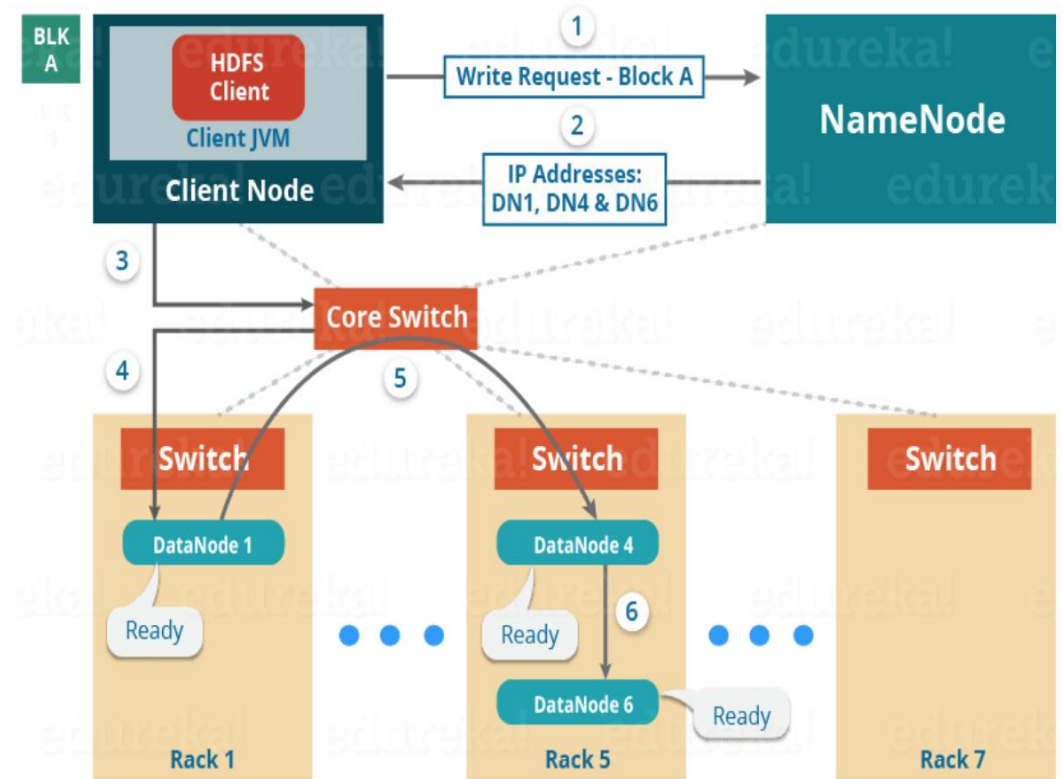 BLK
A
HDFS
Client
Client JVM
Client Node
1
Write Request - Block A
2
IP Addresses:
DN1, DN4 & DN6
NameNode
3
Core Switch
4
5
Switch
Switch
Switch
DataNode 1
DataNode 4
Ready
Ready
6
DataNode 6
Ready
Rack 1
Rack 5
Rack 7
edureka!